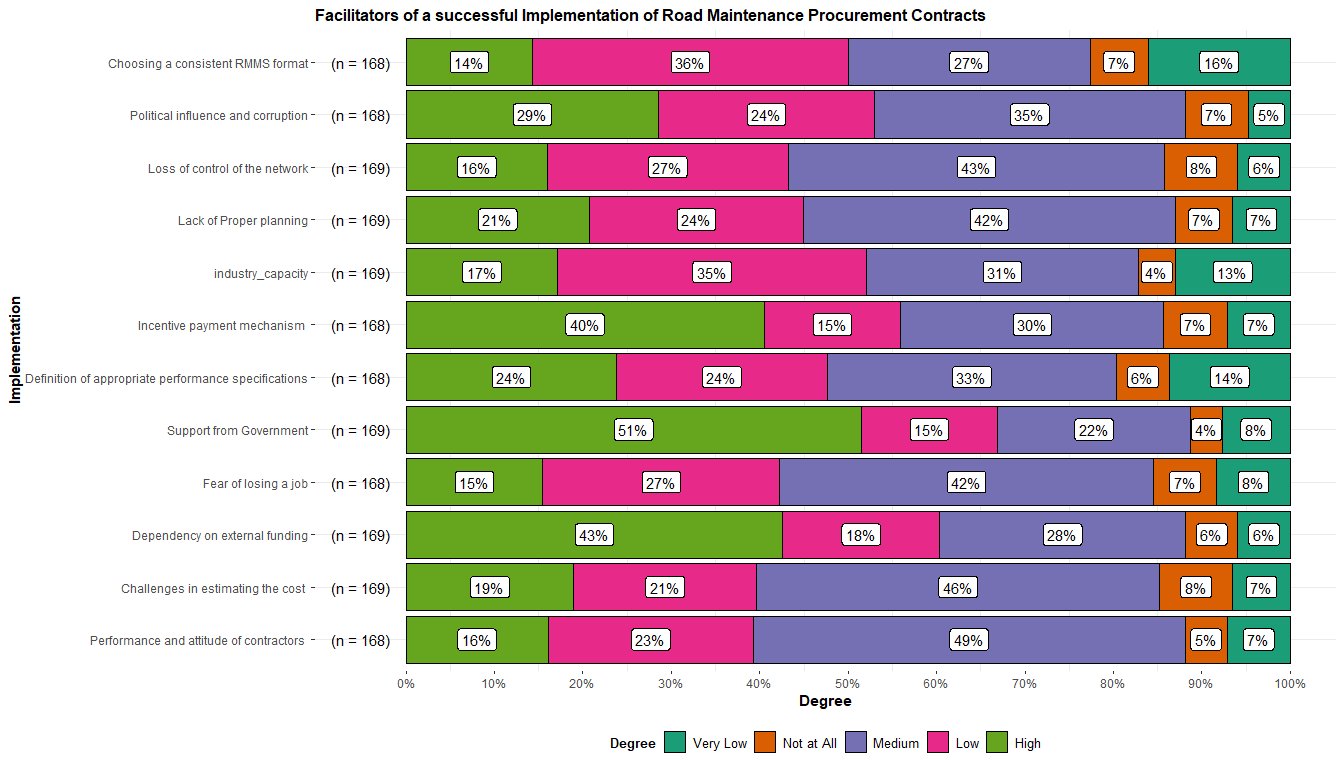 Facilitators of a successful Implementation of Road Maintenance Procurement Contracts
Implementation
Choosing a consistent RMMS format (n = 168) 14% 36% 27% 7% 16%
Political influence and corruption (n = 168) 29% 24% 35% 7% 5%
Loss of control of the network (n = 169) 16% 27% 43% 8% 6%
Lack of Proper planning (n = 169) 21% 24% 42% 7% 7%
industry_capacity (n = 169) 17% 35% 31% 4% 13%
Incentive payment mechanism (n = 168) 40% 15% 30% 7% 7%
Definition of appropriate performance specifications (n = 168) 24% 24% 33% 6% 14%
Support from Government (n = 169) 51% 15% 22% 4% 8%
Fear of losing a job (n = 168) 15% 27% 42% 7% 8%
Dependency on external funding (n = 169) 43% 18% 28% 6% 6%
Challenges in estimating the cost (n = 169) 19% 21% 46% 8% 7%
Performance and attitude of contractors (n = 168) 16% 23% 49% 5% 7%
0% 10% 20% 30% 40% 50% 60% 70% 80% 90% 100%
Degree
Degree Very Low Not at All Medium Low High